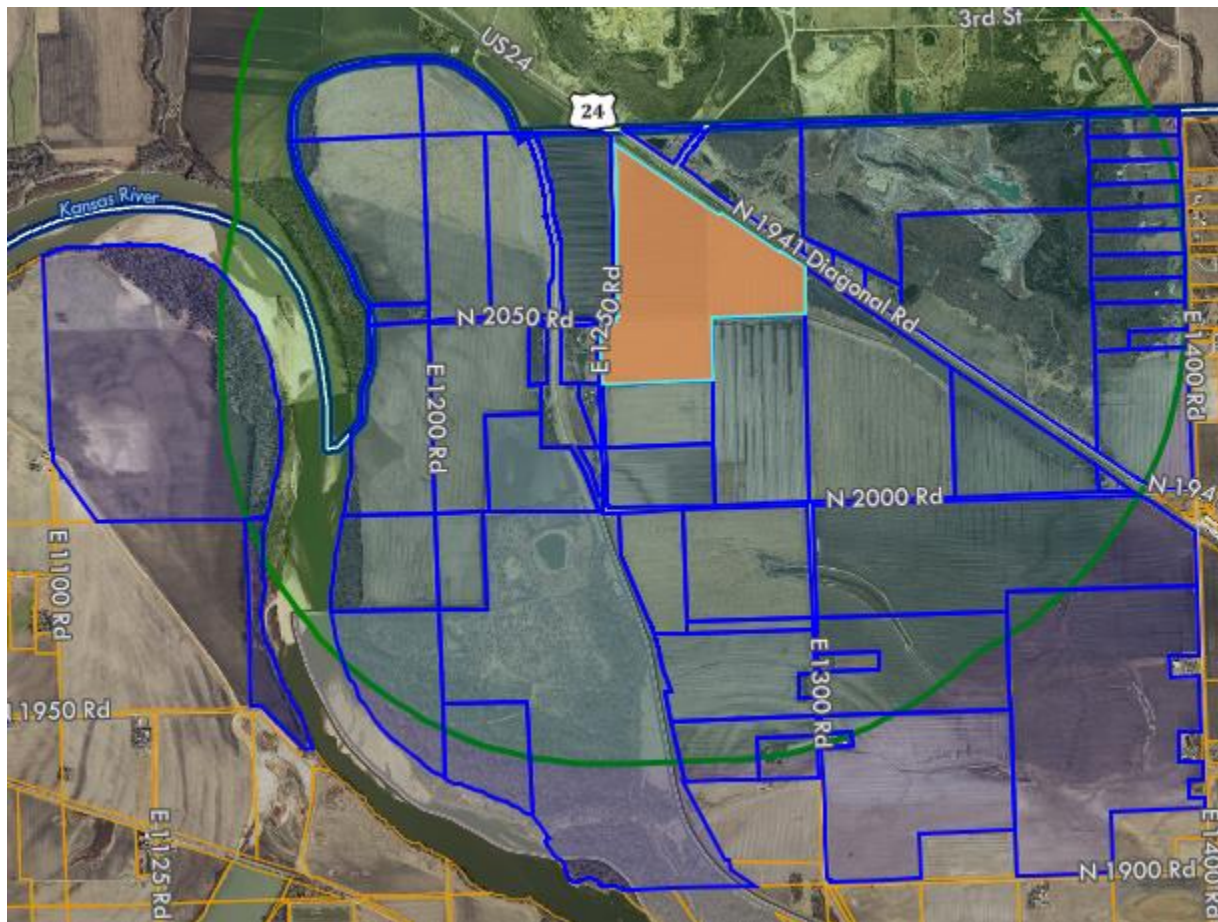 3rd St
US24
24
Kansas River
N 1941 Diagonal Rd
N 2050 Rd
E 1250 Rd
E 1200 Rd
E 1400 Rd
N 2000 Rd
N 194
E 1100 Rd
E 1300 Rd
1950 Rd
E 1125 Rd
N 1900 Rd
E 1400 Rd